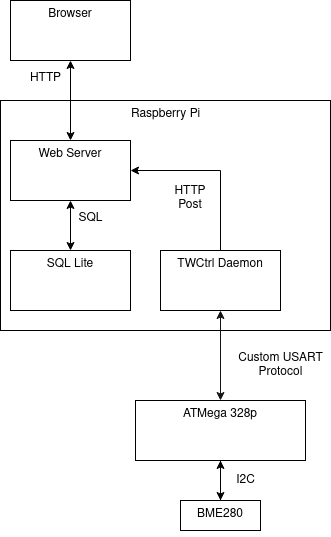 Browser
HTTP
Raspberry Pi
Web Server
HTTP
Post
SQL
SQL Lite
TWCtrl Daemon
Custom USART
Protocol
ATMega 328p
I2C
BME280